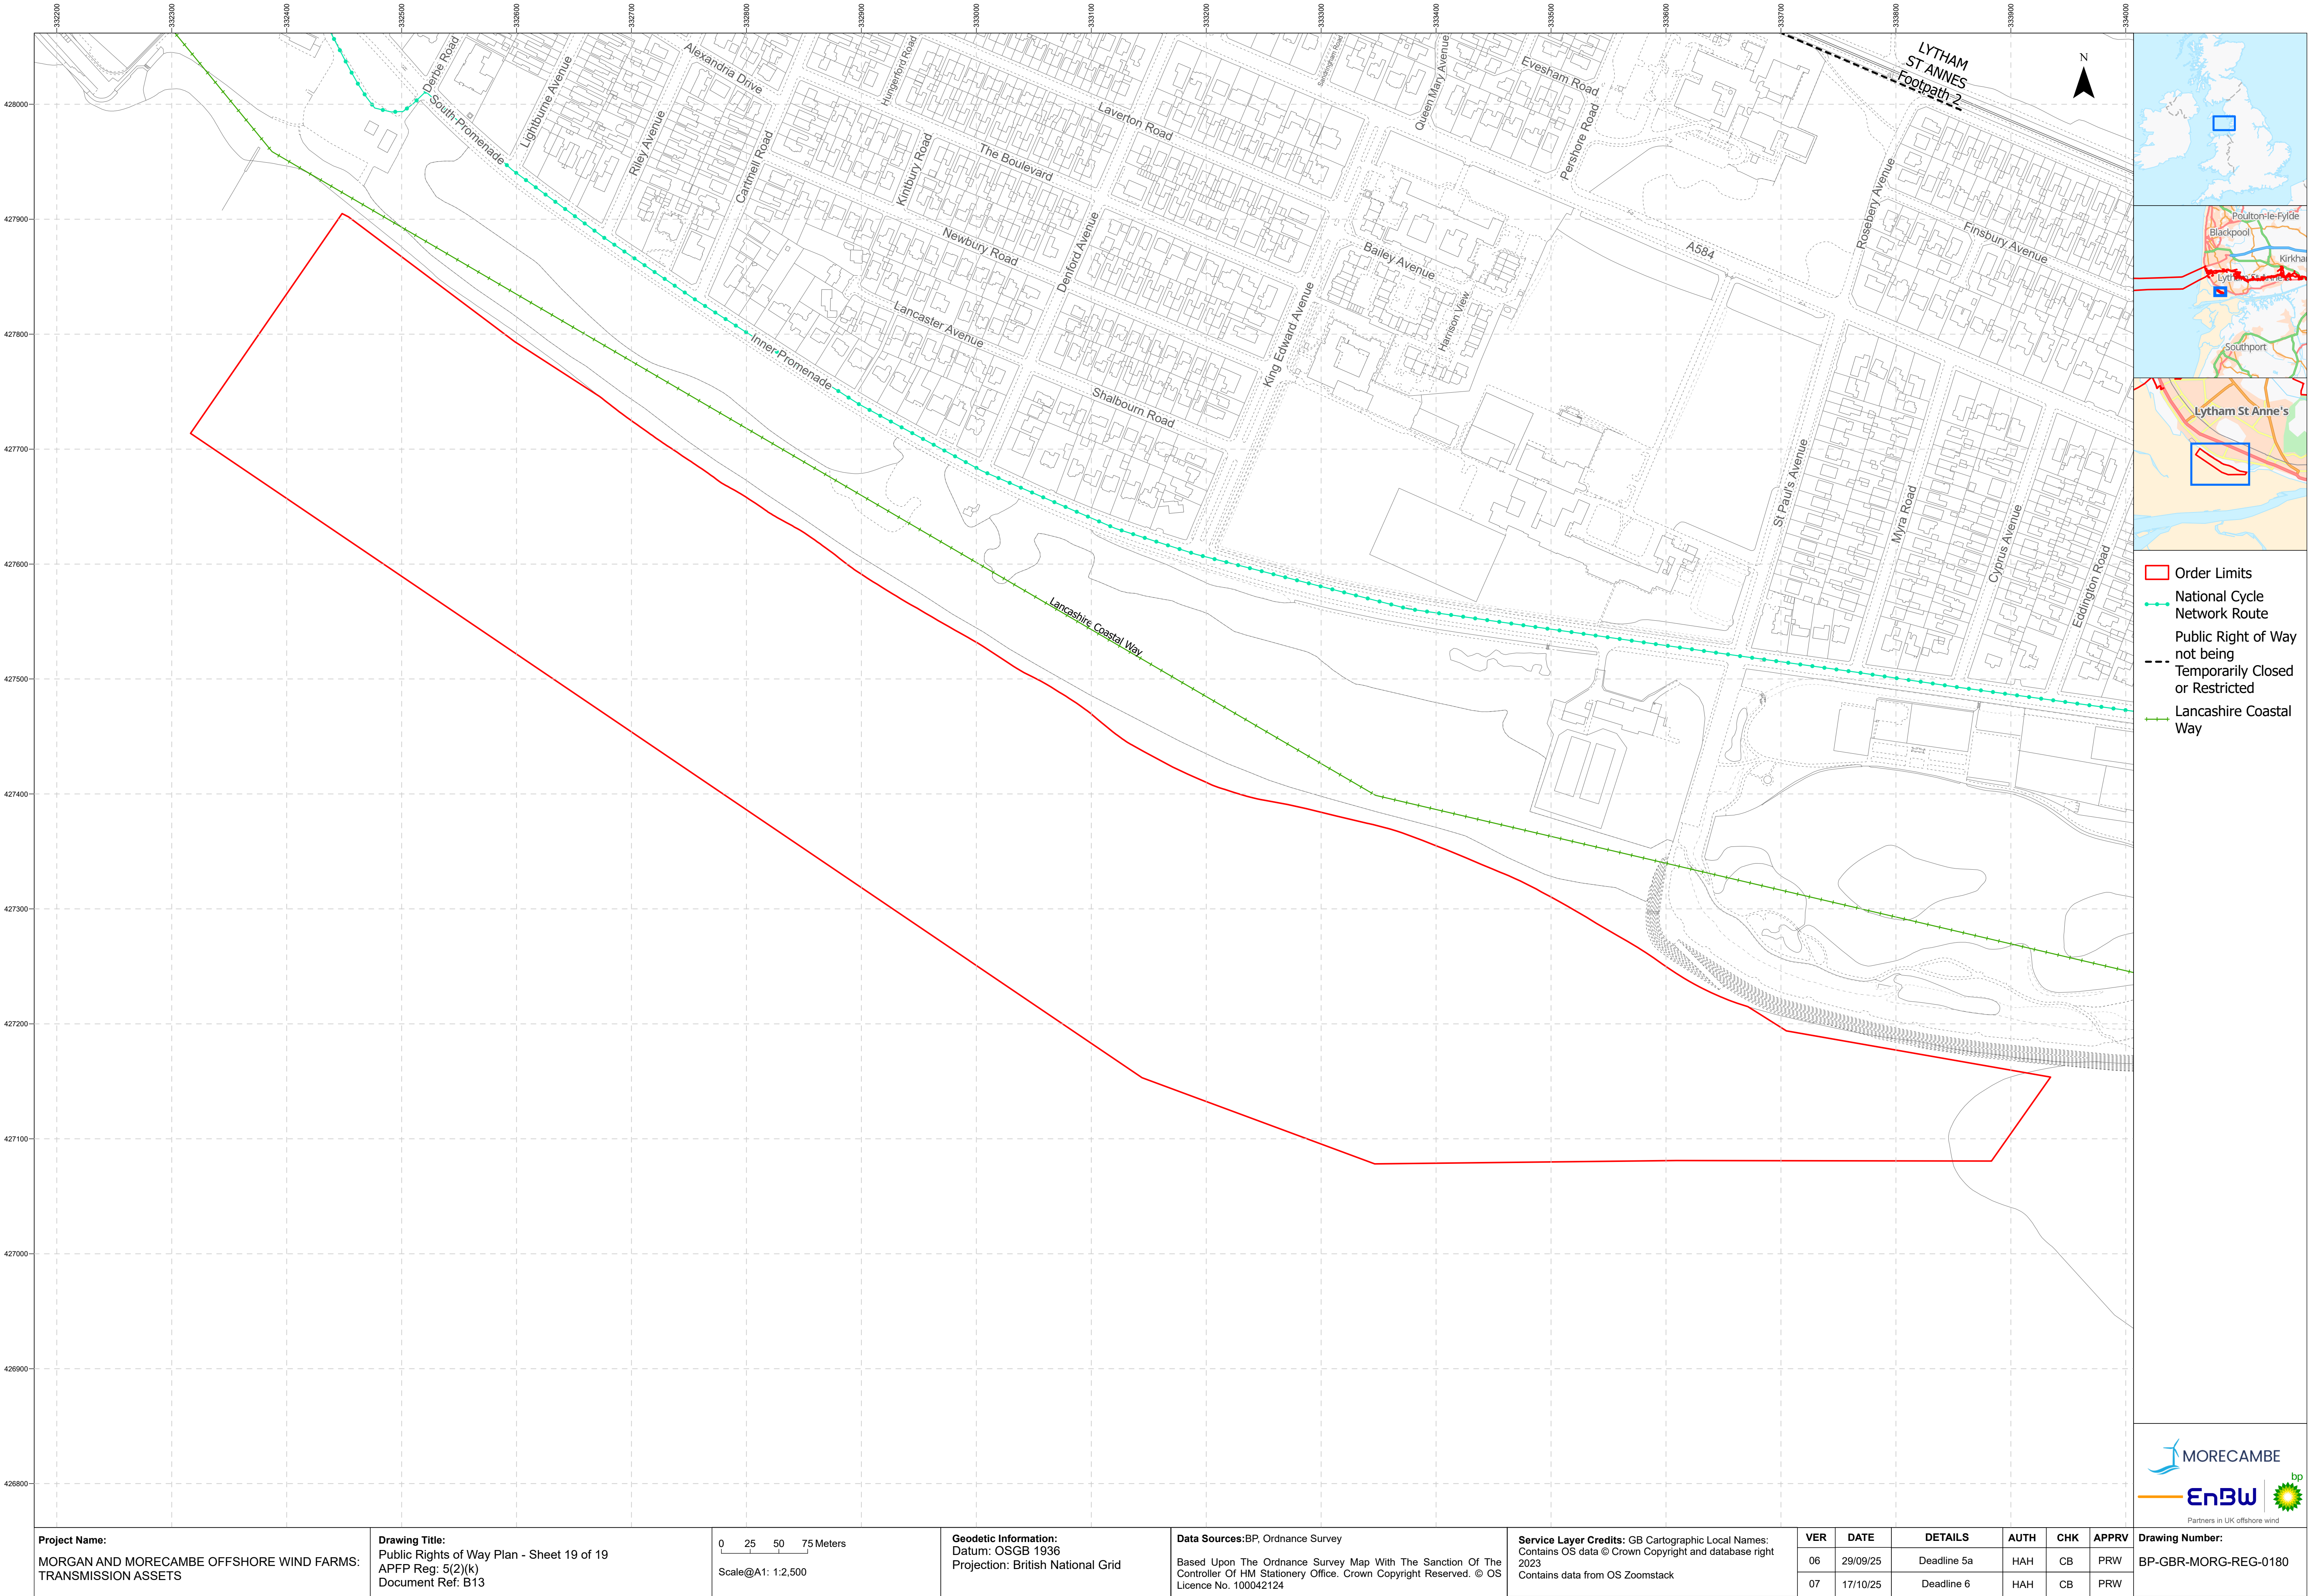 332200
332300
332400
332500
332600
332700
332800
332900
333000
333100
333200
333300
333400
333500
333600
333700
333800
333900
334000
428000
427900
427800
427700
427600
427500
427400
427300
427200
427100
427000
426900
426800
Derbe Road
South Promenade
Lightburne Avenue
Alexandria Drive
Riley Avenue
Cartmell Road
Hungerford Road
Kintbury Road
The Boulevard
Laverton Road
Newbury Road
Denford Avenue
Lancaster Avenue
Inner Promenade
Shalbourn Road
King Edward Avenue
Sandringham Road
Queen Mary Avenue
Evesham Road
Pershore Road
Bailey Avenue
Harrison View
A584
Rosebery Avenue
Finsbury Avenue
St Paul's Avenue
Myra Road
Cyprus Avenue
Eddington Road
LYTHAM
ST ANNES
Footpath 2
N
Lancashire Coastal Way
Poulton-le-Fylde
Blackpool
Kirkha
Southport
Lytham St Anne's
Order Limits
National Cycle
Network Route
Public Right of Way
not being
Temporarily Closed
or Restricted
Lancashire Coastal
Way
MORECAMBE
EnBW
bp
Partners in UK offshore wind
Project Name:
MORGAN AND MORECAMBE OFFSHORE WIND FARMS:
TRANSMISSION ASSETS
Drawing Title:
Public Rights of Way Plan - Sheet 19 of 19
APFP Reg: 5(2)(k)
Document Ref: B13
0 25 50 75 Meters
Scale@A1: 1:2,500
Geodetic Information:
Datum: OSGB 1936
Projection: British National Grid
Data Sources:BP, Ordnance Survey
Based Upon The Ordnance Survey Map With The Sanction Of The
Controller Of HM Stationery Office. Crown Copyright Reserved. © OS
Licence No. 100042124
Service Layer Credits: GB Cartographic Local Names:
Contains OS data © Crown Copyright and database right
2023
Contains data from OS Zoomstack
VER DATE DETAILS AUTH CHK APPRV
06 29/09/25 Deadline 5a HAH CB PRW
07 17/10/25 Deadline 6 HAH CB PRW
Drawing Number:
BP-GBR-MORG-REG-0180